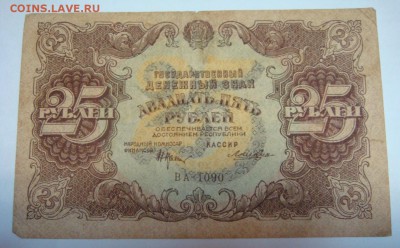 COINS.LAVE.RU
ГОСУДАРСТВЕННЫЙ
ДЕНЕЖНЫЙ ЗНАК
ДВАДЦАТЬ ПЯТЬ
РУБЛЕЙ
25 РУБЛЕЙ
25 РУБЛЕЙ
ОБЕСПЕЧИВАЕТСЯ ВСЕМ
ДОСТОЯНИЕМ РЕСПУБЛИКИ
НАРОДНЫЙ КОМИССАР
ФИНАНСОВ
КАССИР
ВА-1090